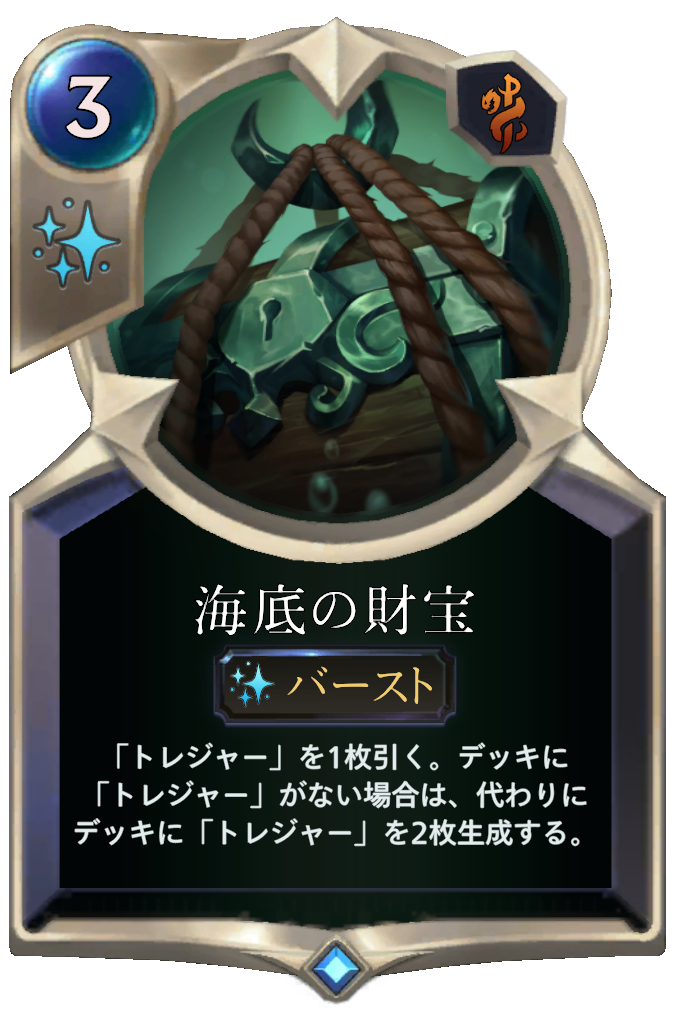 3
海底の財宝
バースト
「トレジャー」を1枚引く。デッキに
「トレジャー」がない場合は、代わりに
デッキに「トレジャー」を2枚生成する。